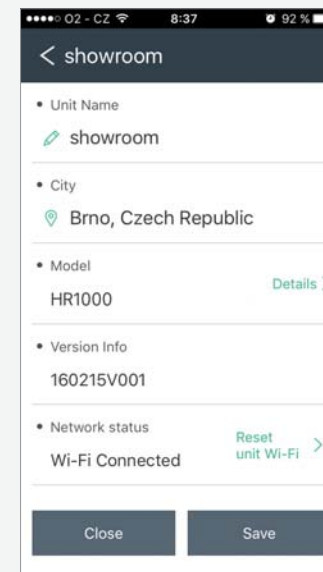 O2 - CZ 8:37 92 %
< showroom
• Unit Name
showroom
• City
Brno, Czech Republic
• Model
Details >
HR1000
• Version Info
160215V001
• Network status
Reset
unit Wi-Fi >
Wi-Fi Connected
Close Save